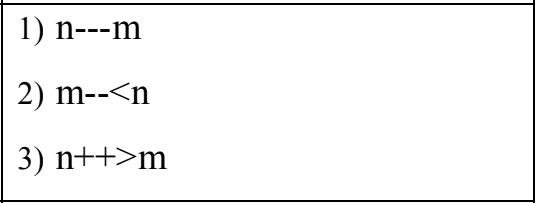 1) n---m
2) m--<n
3) n++>m